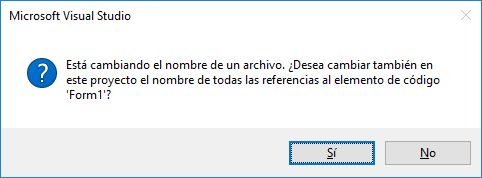 Microsoft Visual Studio
Está cambiando el nombre de un archivo. ¿Desea cambiar también en
este proyecto el nombre de todas las referencias al elemento de código
'Form1'?
Sí
No